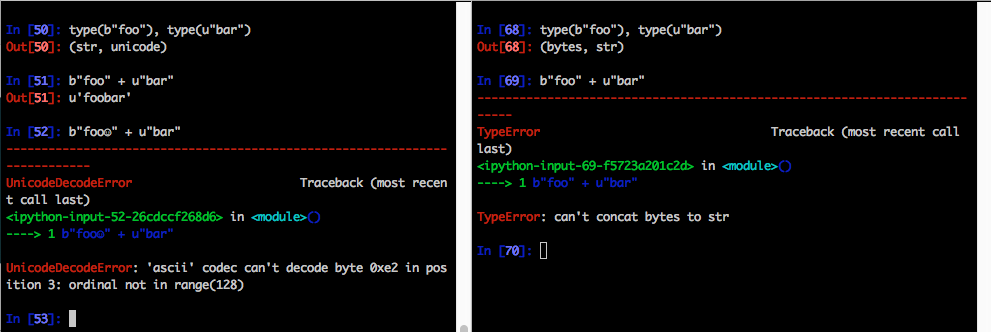 In [50]: type(b"foo"), type(u"bar")
Out[50]: (str, unicode)
In [51]: b"foo" + u"bar"
Out[51]: u'foobar'
In [52]: b"foo☺" + u"bar"
---------------------------------------------------------------
------------
UnicodeDecodeError Traceback (most recen
t call last)
<ipython-input-52-26cdccf268d6> in <module>()
----> 1 b"foo☺" + u"bar"
UnicodeDecodeError: 'ascii' codec can't decode byte 0xe2 in pos
ition 3: ordinal not in range(128)
In [53]:
In [68]: type(b"foo"), type(u"bar")
Out[68]: (bytes, str)
In [69]: b"foo" + u"bar"
----------------------------------------------------------------------
-----
TypeError Traceback (most recent call
last)
<ipython-input-69-f5723a201c2d> in <module>()
----> 1 b"foo" + u"bar"
TypeError: can't concat bytes to str
In [70]: